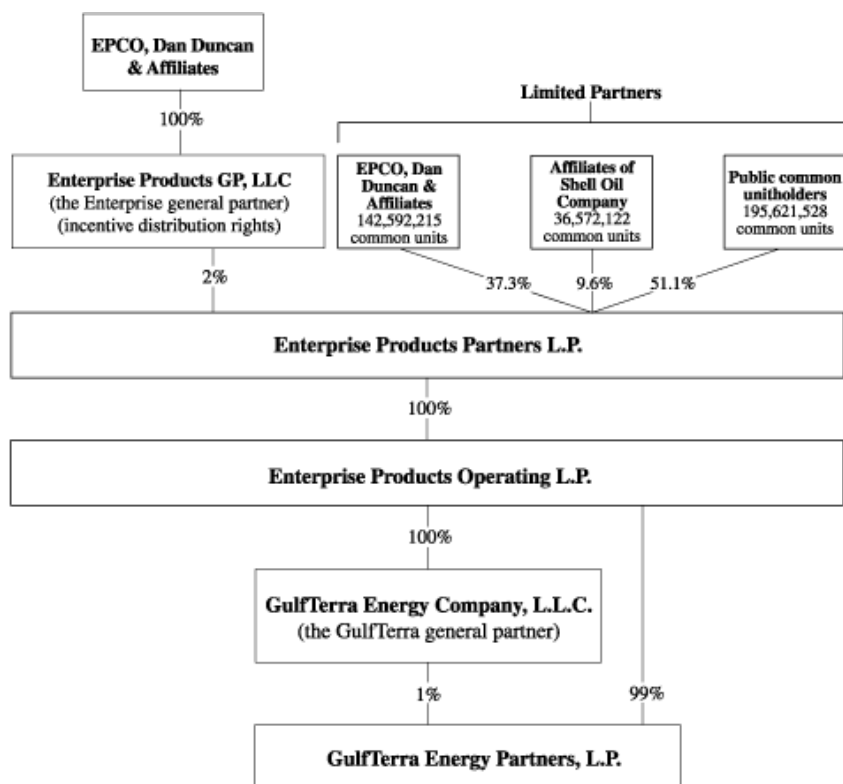 EPCO, Dan Duncan
& Affiliates
100%
Limited Partners
Enterprise Products GP, LLC
(the Enterprise general partner)
(incentive distribution rights)
EPCO, Dan
Duncan &
Affiliates
142,592,215
common units
Affiliates of
Shell Oil
Company
36,572,122
common units
Public common
unitholders
195,621,528
common units
2%
37.3%
9.6%
51.1%
Enterprise Products Partners L.P.
100%
Enterprise Products Operating L.P.
100%
GulfTerra Energy Company, L.L.C.
(the GulfTerra general partner)
1%
99%
GulfTerra Energy Partners, L.P.